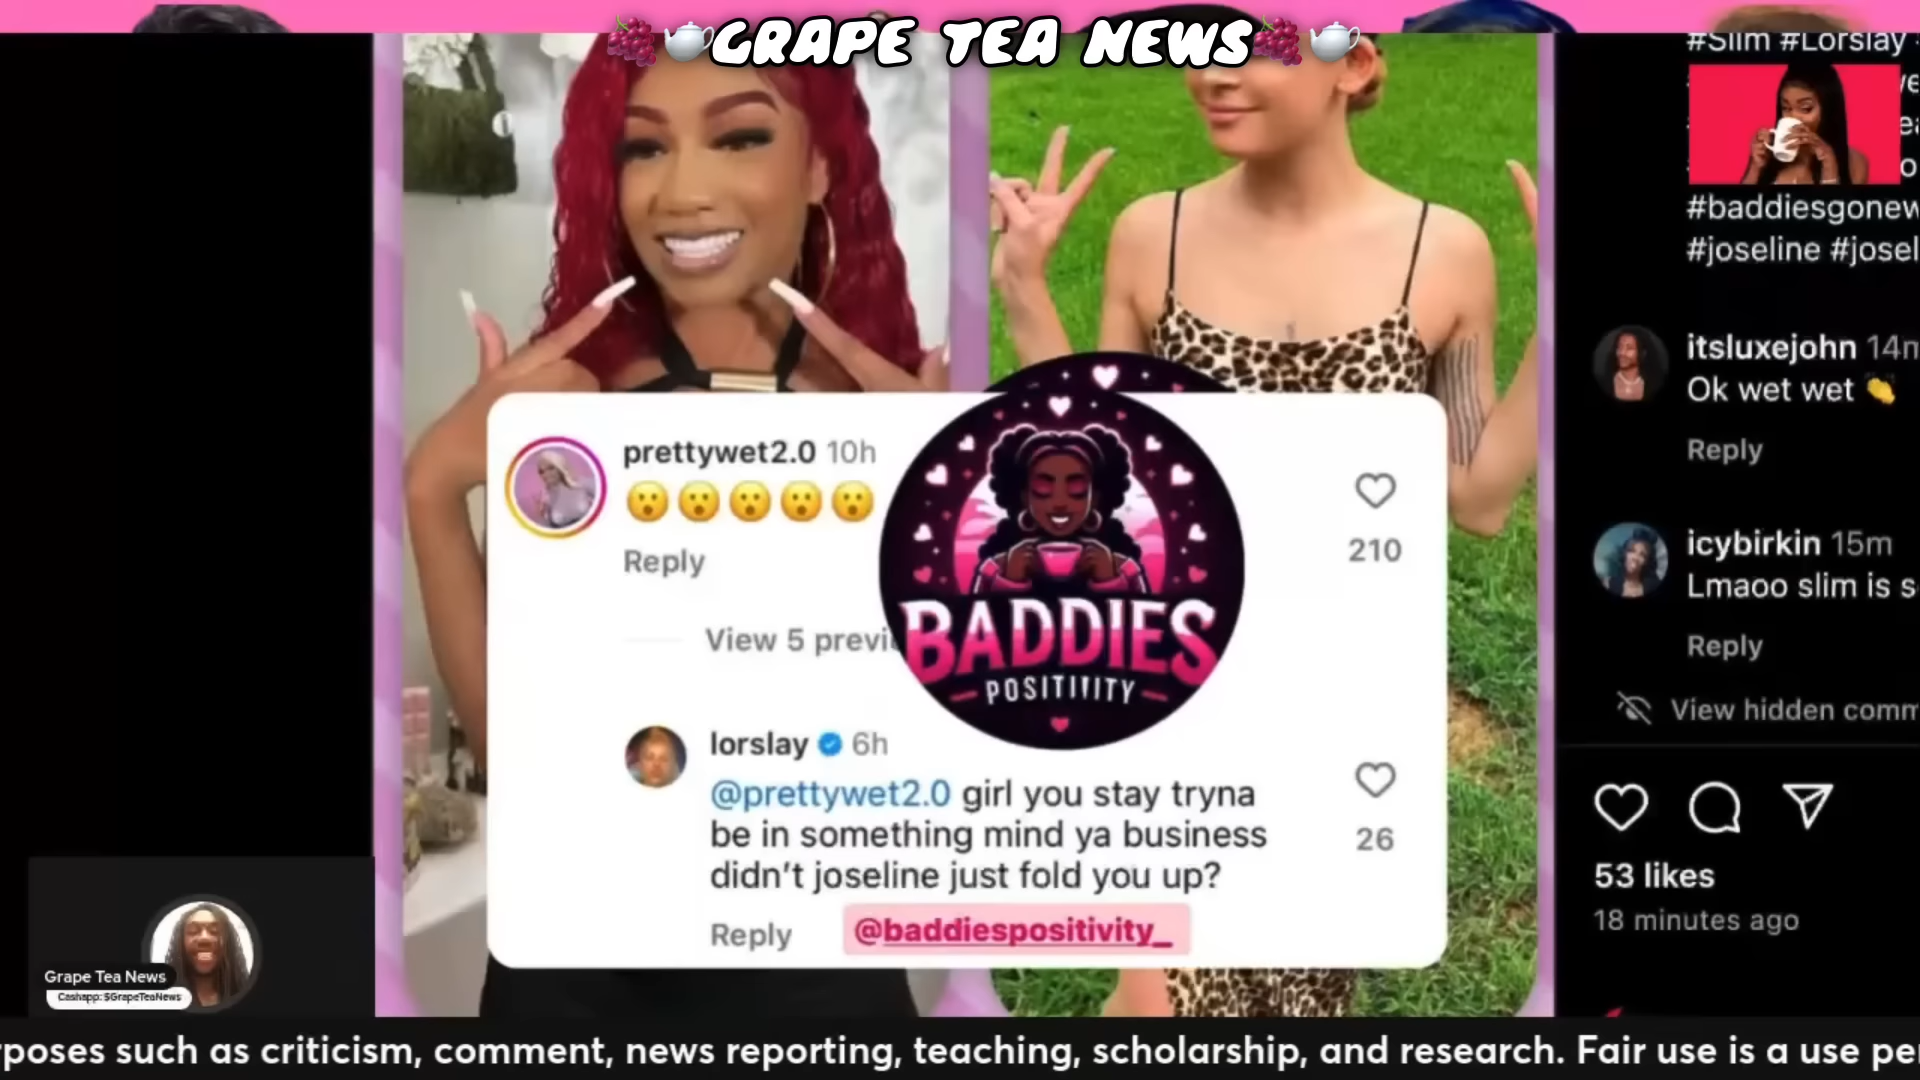 GRAPE TEA NEWS
prettywet2.0 10h
Reply
View 5 previ
lorslay 6h
@prettywet2.0 girl you stay tryna
be in something mind ya business
didn't joseline just fold you up?
Reply
@baddiespositivity_
210
26
BADDIES
POSITIIITY
#Slim #Lorslay
#baddiesgonew
#joseline #josel
itsluxejohn 14m
Ok wet wet 👏
Reply
icybirkin 15m
Lmaoo slim is s
Reply
View hidden comm
53 likes
18 minutes ago
Grape Tea News
Cashapp: $GrapeTeaNews
rposes such as criticism, comment, news reporting, teaching, scholarship, and research. Fair use is a use pe